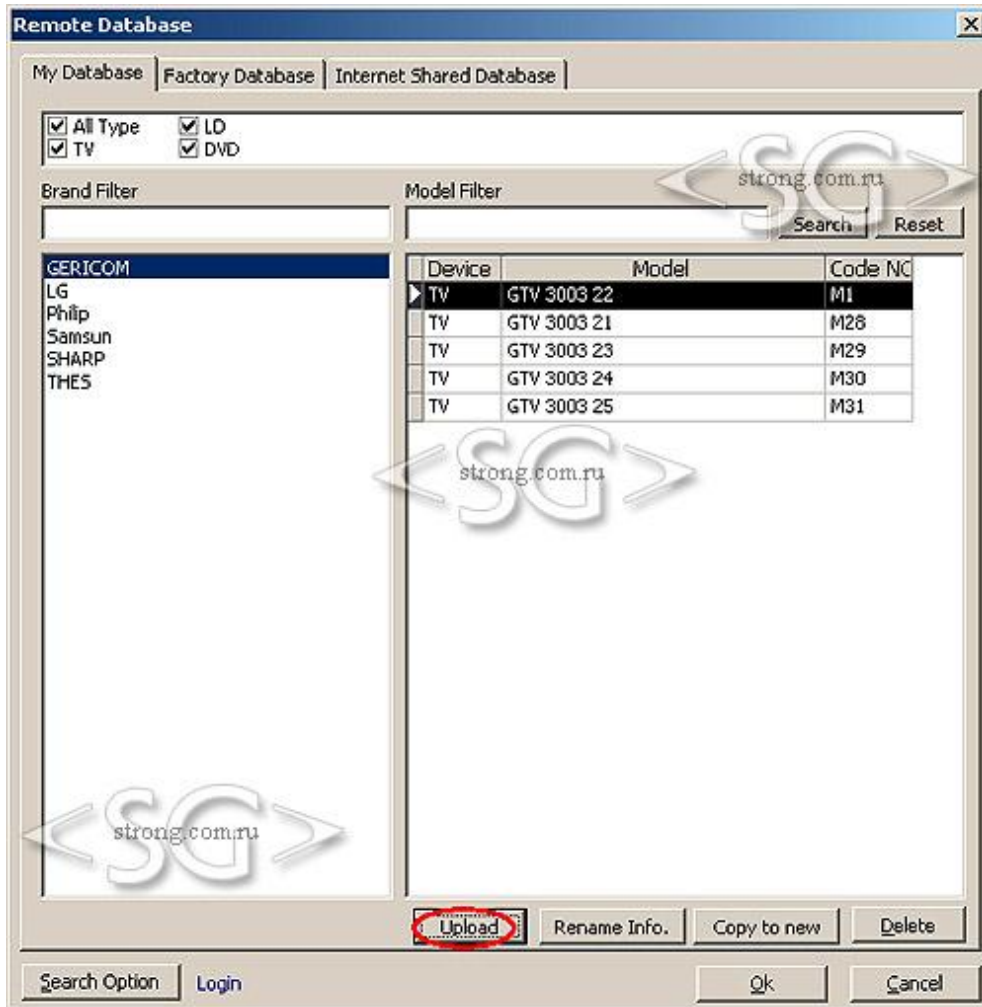 Remote Database
My Database Factory Database Internet Shared Database
All Type LD
TV DVD
Brand Filter Model Filter
Search Reset
GERICOM
LG
Philip
Samsun
SHARP
THES
Device Model Code NO
TV GTV 3003 22 M1
TV GTV 3003 21 M28
TV GTV 3003 23 M29
TV GTV 3003 24 M30
TV GTV 3003 25 M31
<SG>
strong.com.ru
<SG>
strong.com.ru
<SG>
strong.com.ru
Upload Rename Info. Copy to new Delete
Search Option Login Ok Cancel